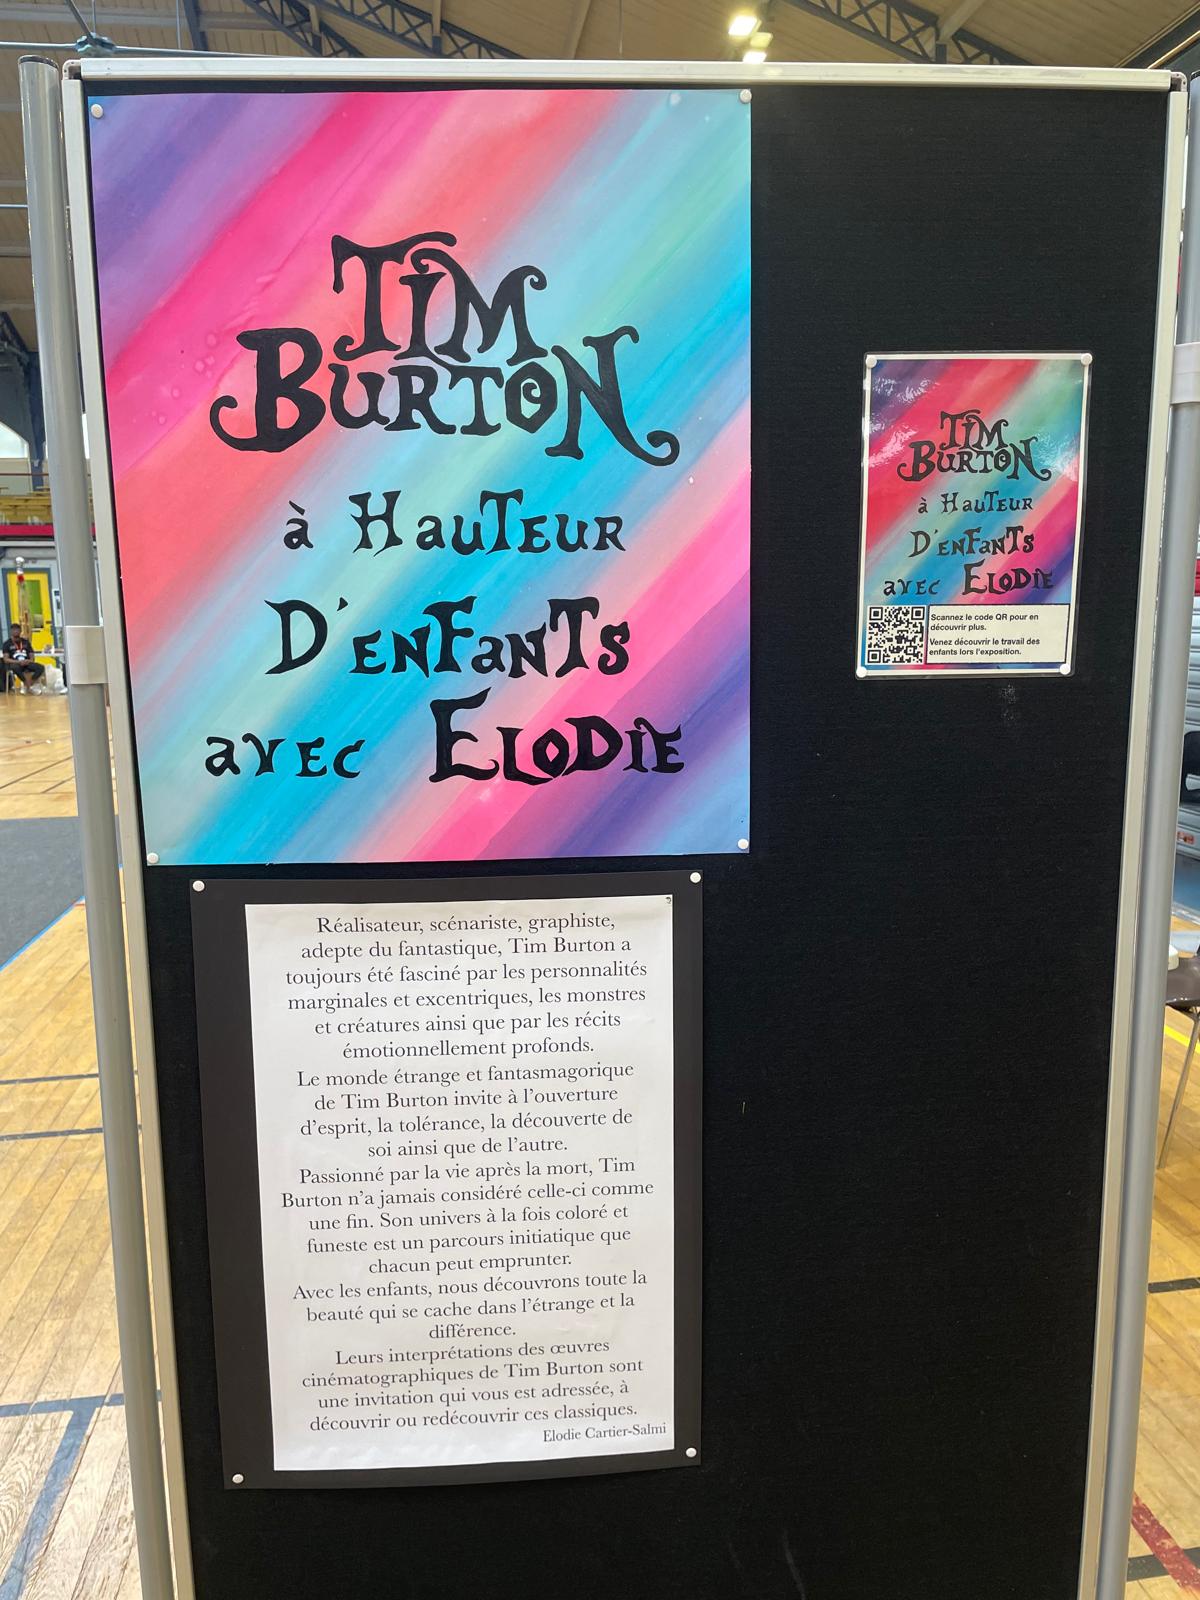 TiM
BURTON
à HauTEUR
D'ENFanTs
avec ELODIE
Réalisateur, scénariste, graphiste,
adepte du fantastique, Tim Burton a
toujours été fasciné par les personnalités
marginales et excentriques, les monstres
et créatures ainsi que par les récits
émotionnellement profonds.
Le monde étrange et fantasmagorique
de Tim Burton invite à l'ouverture
d'esprit, la tolérance, la découverte de
soi ainsi que de l'autre.
Passionné par la vie après la mort, Tim
Burton n'a jamais considéré celle-ci comme
une fin. Son univers à la fois coloré et
funeste est un parcours initiatique que
chacun peut emprunter.
Avec les enfants, nous découvrons toute la
beauté qui se cache dans l'étrange et la
différence.
Leurs interprétations des œuvres
cinématographiques de Tim Burton sont
une invitation qui vous est adressée, à
découvrir ou redécouvrir ces classiques.
Elodie Cartier-Salmi
TiM
BURTON
à HauTEUR
D'ENFanTs
avec ELODIE
Scannez le code QR pour en
découvrir plus.
Venez découvrir le travail des
enfants lors l'exposition.